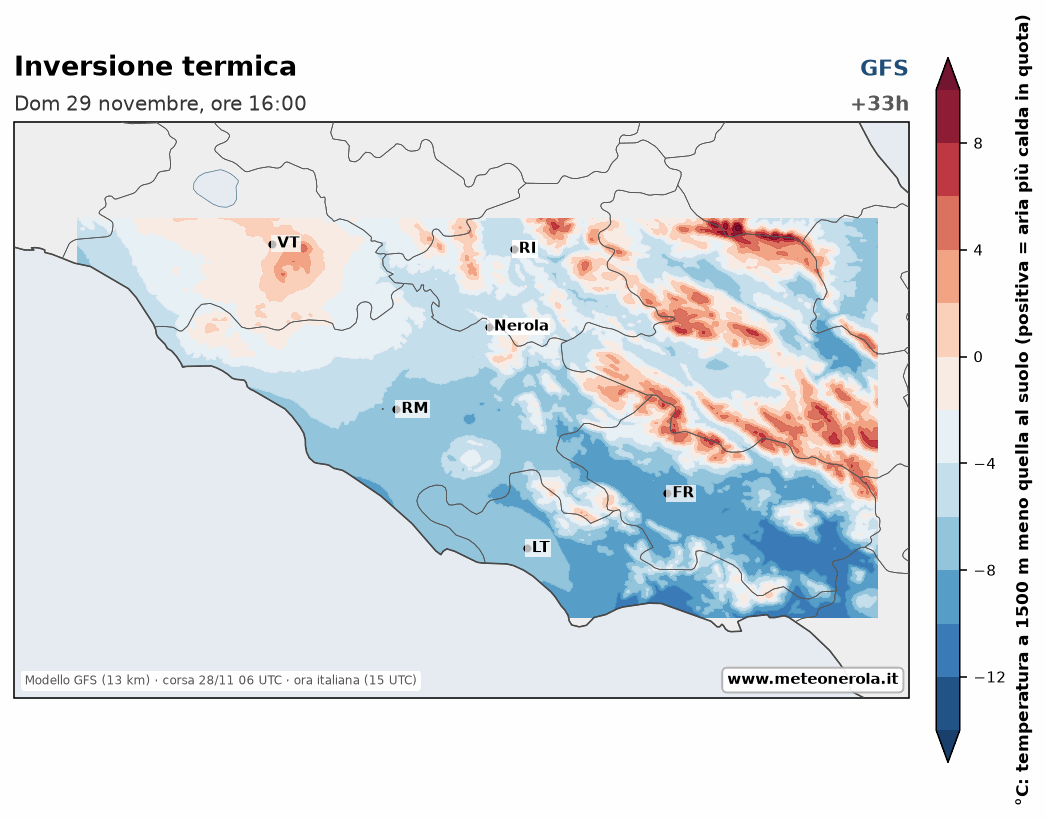 Inversione termica
GFS
Dom 29 novembre, ore 16:00
+33h
VT
RI
Nerola
RM
FR
LT
Modello GFS (13 km) · corsa 28/11 06 UTC · ora italiana (15 UTC)
www.meteonerola.it
8
4
0
−4
−8
−12
°C: temperatura a 1500 m meno quella al suolo (positiva = aria più calda in quota)